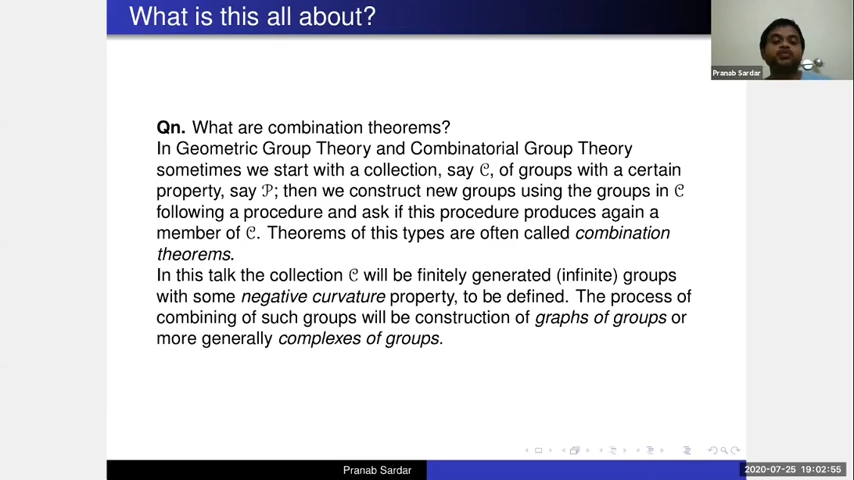 What is this all about?
Pranab Sardar
Qn. What are combination theorems?
In Geometric Group Theory and Combinatorial Group Theory
sometimes we start with a collection, say 𝒞, of groups with a certain
property, say 𝒫; then we construct new groups using the groups in 𝒞
following a procedure and ask if this procedure produces again a
member of 𝒞. Theorems of this types are often called combination
theorems.
In this talk the collection 𝒞 will be finitely generated (infinite) groups
with some negative curvature property, to be defined. The process of
combining of such groups will be construction of graphs of groups or
more generally complexes of groups.
Pranab Sardar
2020-07-25 19:02:55